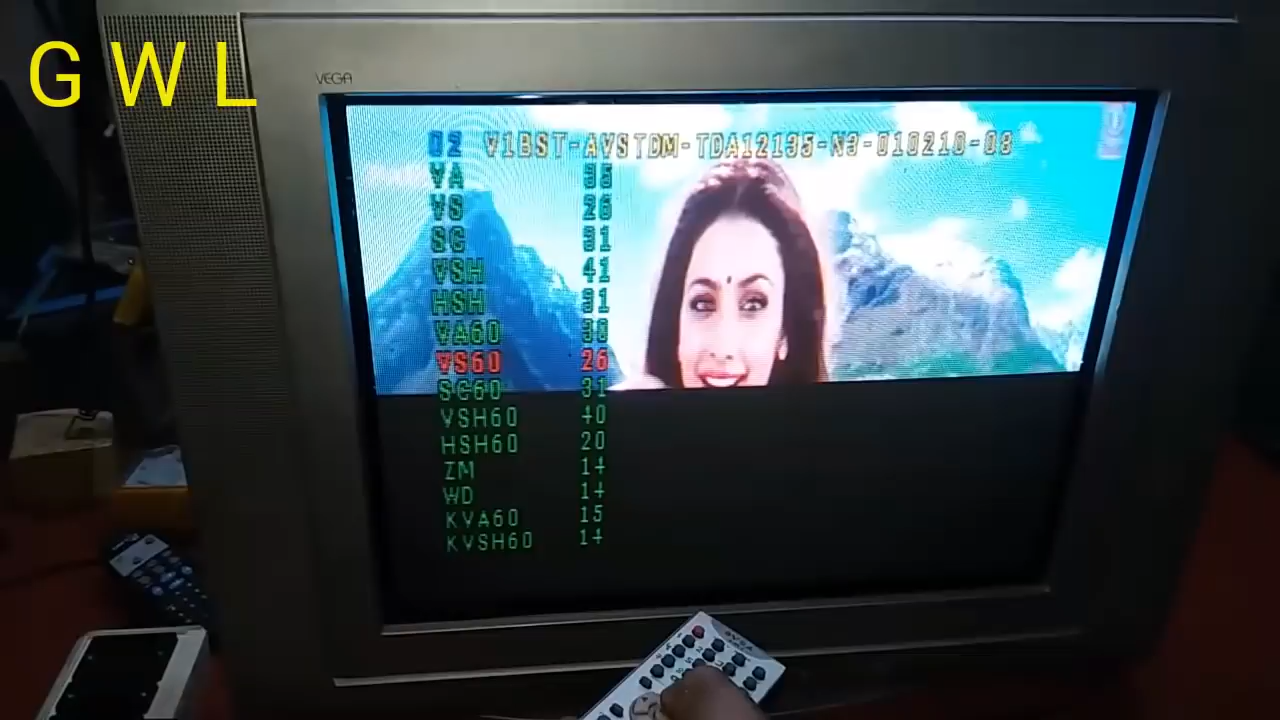 G W L
VEGA
02 V1BST-AVSTDM-TDA12135-N3-010210-08
VA 35
VS 26
SC 31
VSH 41
HSH 31
VA60 30
VS60 26
SC60 31
VSH60 40
HSH60 20
ZM 14
WD 14
KVA60 15
KVSH60 14